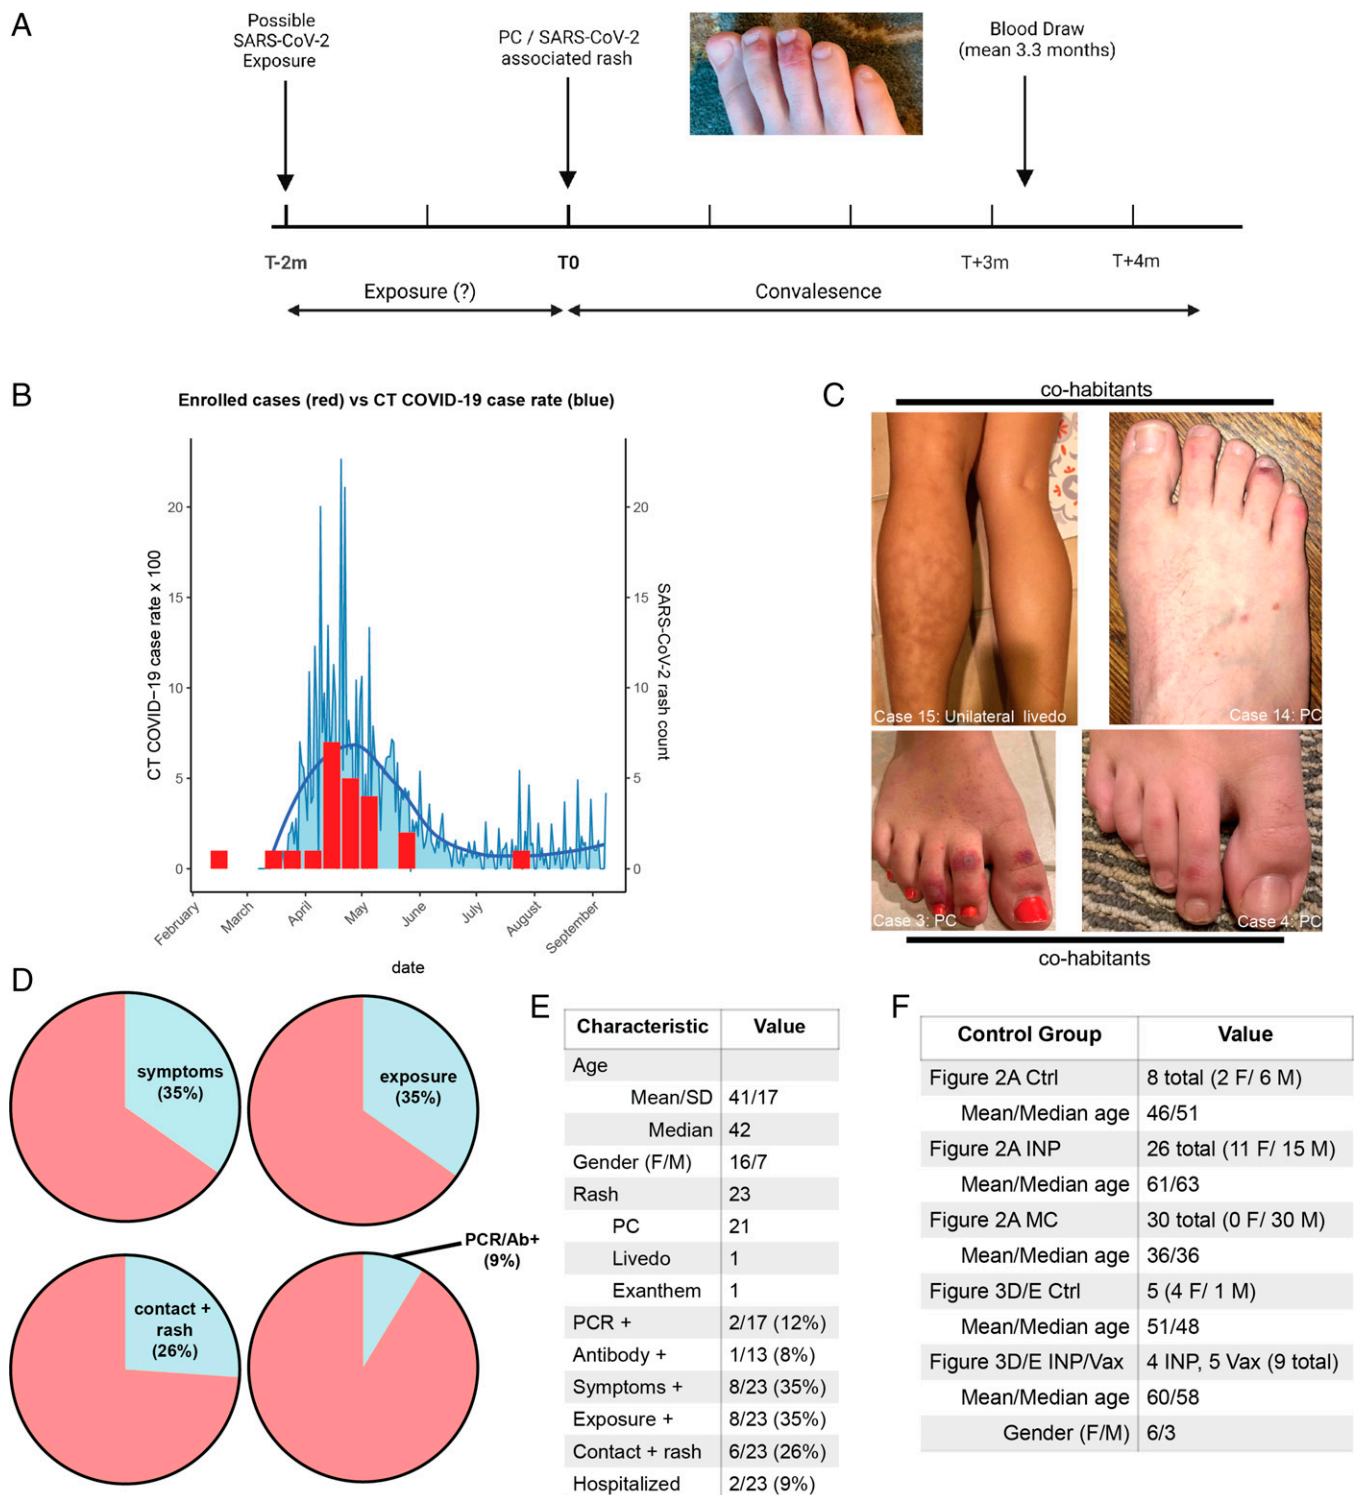 A
Possible
SARS-CoV-2
Exposure
PC / SARS-CoV-2
associated rash
Blood Draw
(mean 3.3 months)
T-2m
T0
T+3m
T+4m
Exposure (?)
Convalesence
B
Enrolled cases (red) vs CT COVID-19 case rate (blue)
CT COVID-19 case rate x 100
20
15
10
5
0
20
15
10
5
0
SARS-CoV-2 rash count
February
March
April
May
June
July
August
September
date
C
co-habitants
Case 15: Unilateral livedo
Case 14: PC
Case 3: PC
Case 4: PC
co-habitants
D
symptoms
(35%)
exposure
(35%)
contact +
rash
(26%)
PCR/Ab+
(9%)
E
Characteristic Value
Age
Mean/SD 41/17
Median 42
Gender (F/M) 16/7
Rash 23
PC 21
Livedo 1
Exanthem 1
PCR + 2/17 (12%)
Antibody + 1/13 (8%)
Symptoms + 8/23 (35%)
Exposure + 8/23 (35%)
Contact + rash 6/23 (26%)
Hospitalized 2/23 (9%)
F
Control Group Value
Figure 2A Ctrl 8 total (2 F/ 6 M)
Mean/Median age 46/51
Figure 2A INP 26 total (11 F/ 15 M)
Mean/Median age 61/63
Figure 2A MC 30 total (0 F/ 30 M)
Mean/Median age 36/36
Figure 3D/E Ctrl 5 (4 F/ 1 M)
Mean/Median age 51/48
Figure 3D/E INP/Vax 4 INP, 5 Vax (9 total)
Mean/Median age 60/58
Gender (F/M) 6/3